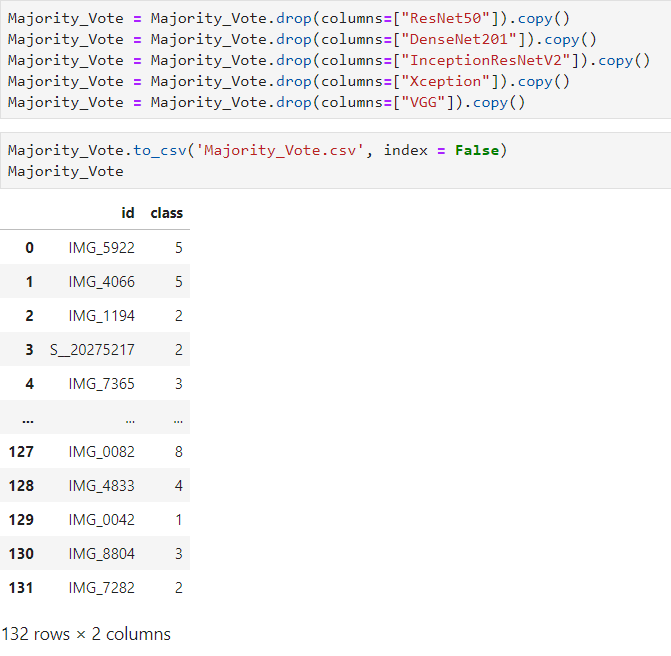 Majority_Vote = Majority_Vote.drop(columns=["ResNet50"]).copy()
Majority_Vote = Majority_Vote.drop(columns=["DenseNet201"]).copy()
Majority_Vote = Majority_Vote.drop(columns=["InceptionResNetV2"]).copy()
Majority_Vote = Majority_Vote.drop(columns=["Xception"]).copy()
Majority_Vote = Majority_Vote.drop(columns=["VGG"]).copy()
Majority_Vote.to_csv('Majority_Vote.csv', index = False)
Majority_Vote
id class
0 IMG_5922 5
1 IMG_4066 5
2 IMG_1194 2
3 S__20275217 2
4 IMG_7365 3
... ... ...
127 IMG_0082 8
128 IMG_4833 4
129 IMG_0042 1
130 IMG_8804 3
131 IMG_7282 2
132 rows × 2 columns